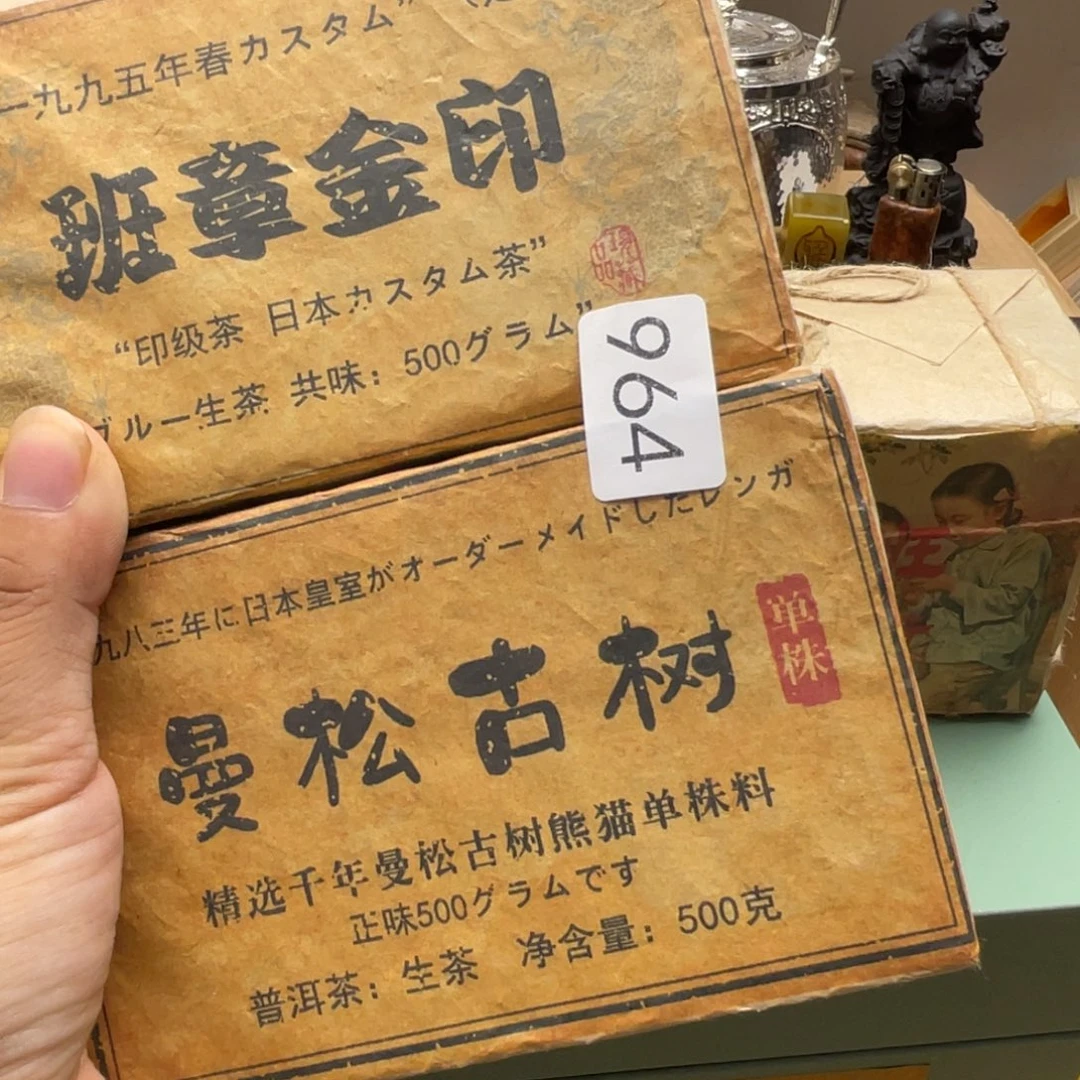 一九九五年春カスタム”
班章金印
“印级茶 日本カスタム茶”
グルー生茶 共味：500グラム”
964
九八三年に日本皇室がオーダーメイドしたレンガ
单株
曼松古树
精选千年曼松古树熊猫单株料
正味500グラムです
普洱茶：生茶 净含量：500克